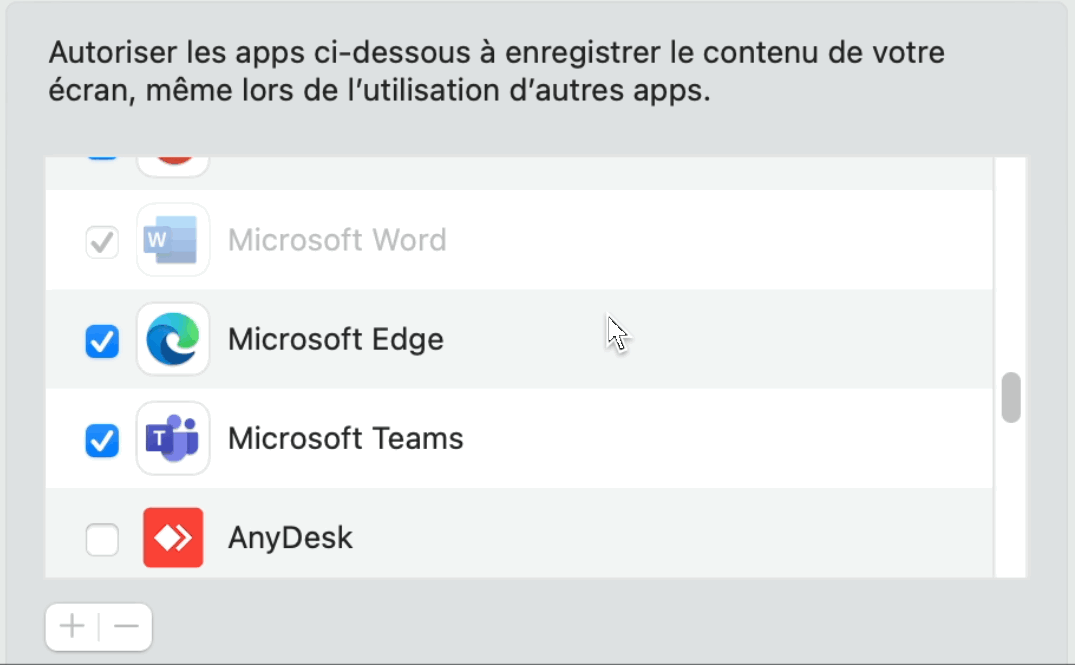 Autoriser les apps ci-dessous à enregistrer le contenu de votre
écran, même lors de l’utilisation d’autres apps.
W
Microsoft Word
Microsoft Edge
T
Microsoft Teams
AnyDesk